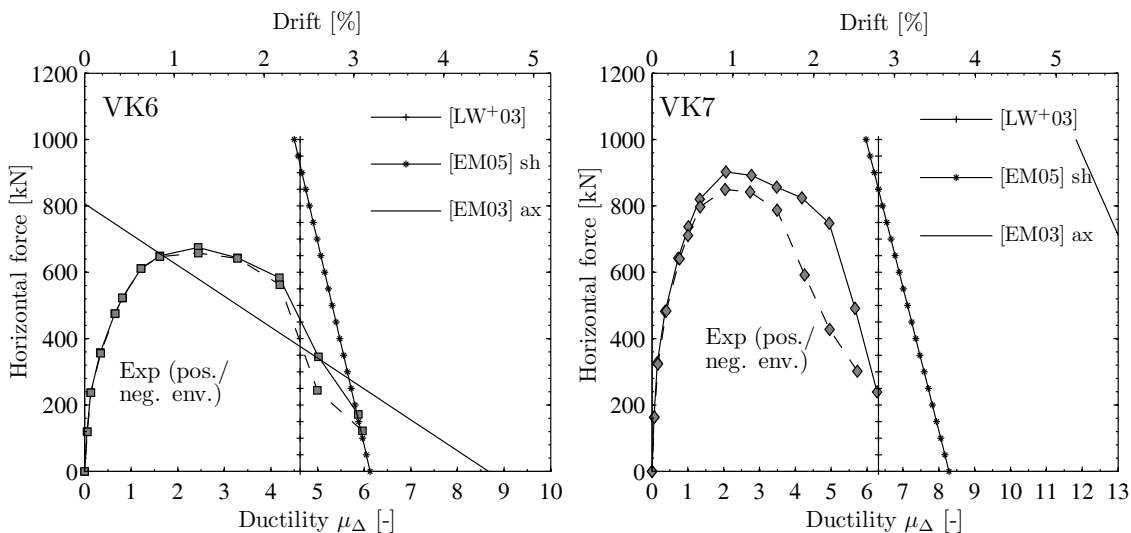 Drift [%]
0 1 2 3 4 5
1200
1000
800
600
400
200
0
Horizontal force [kN]
VK6
[LW+03]
[EM05] sh
[EM03] ax
Exp (pos./
neg. env.)
0 1 2 3 4 5 6 7 8 9 10
Ductility μΔ [-]
Drift [%]
0 1 2 3 4 5
1200
1000
800
600
400
200
0
Horizontal force [kN]
VK7
[LW+03]
[EM05] sh
[EM03] ax
Exp (pos./
neg. env.)
0 1 2 3 4 5 6 7 8 9 10 11 12 13
Ductility μΔ [-]